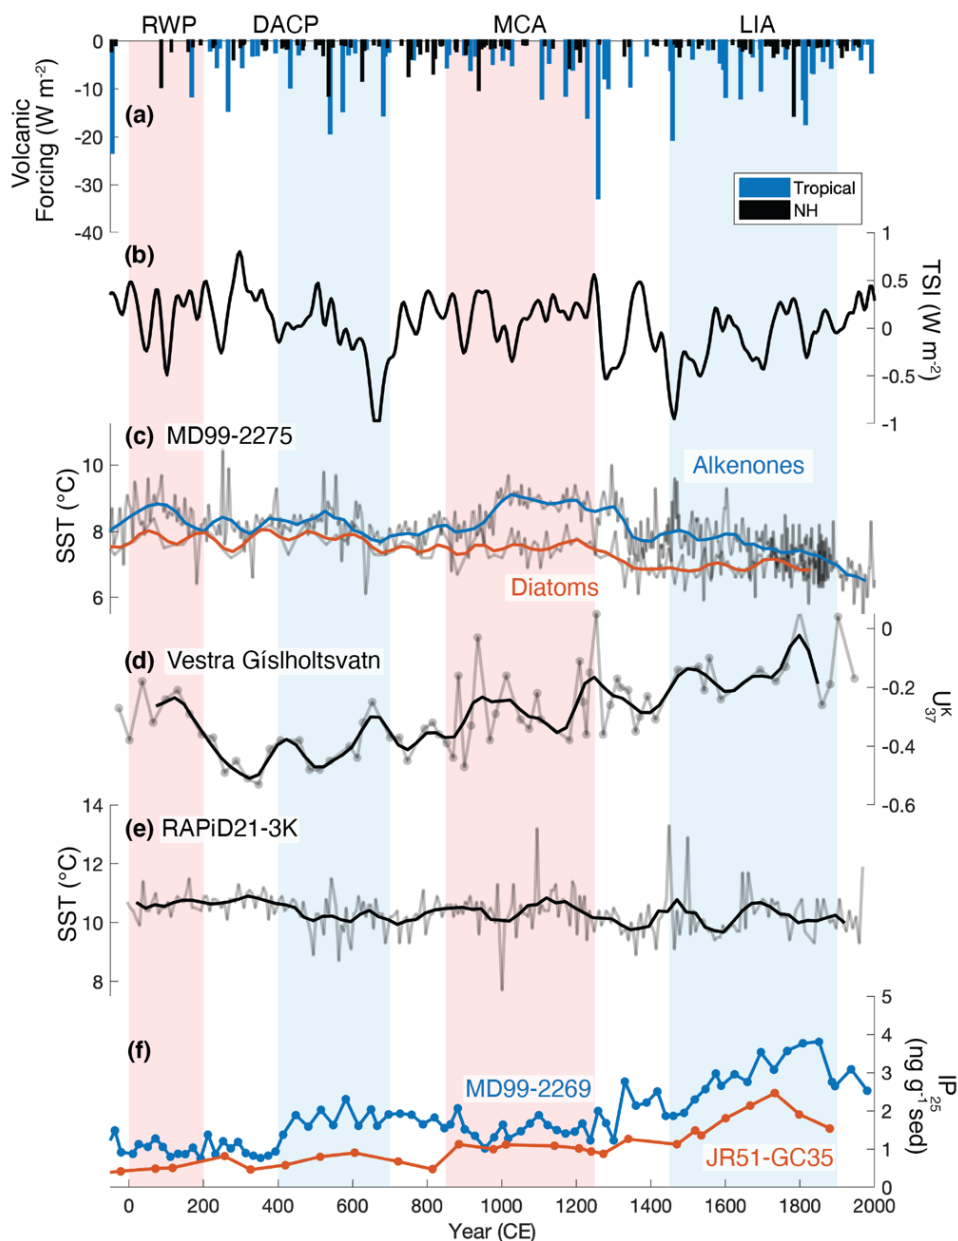 RWP DACP MCA LIA
0
-10
-20
-30
-40
Volcanic
Forcing (W m-2)
(a)
Tropical
NH
(b)
1
0.5
0
-0.5
-1
TSI (W m-2)
(c) MD99-2275
10
8
6
SST (°C)
Alkenones
Diatoms
(d) Vestra Gíslholtsvatn
0
-0.2
-0.4
-0.6
UK37
14
12
10
8
SST (°C)
(e) RAPiD21-3K
(f)
5
4
3
2
1
0
IP25
(ng g-1 sed)
MD99-2269
JR51-GC35
0 200 400 600 800 1000 1200 1400 1600 1800 2000
Year (CE)